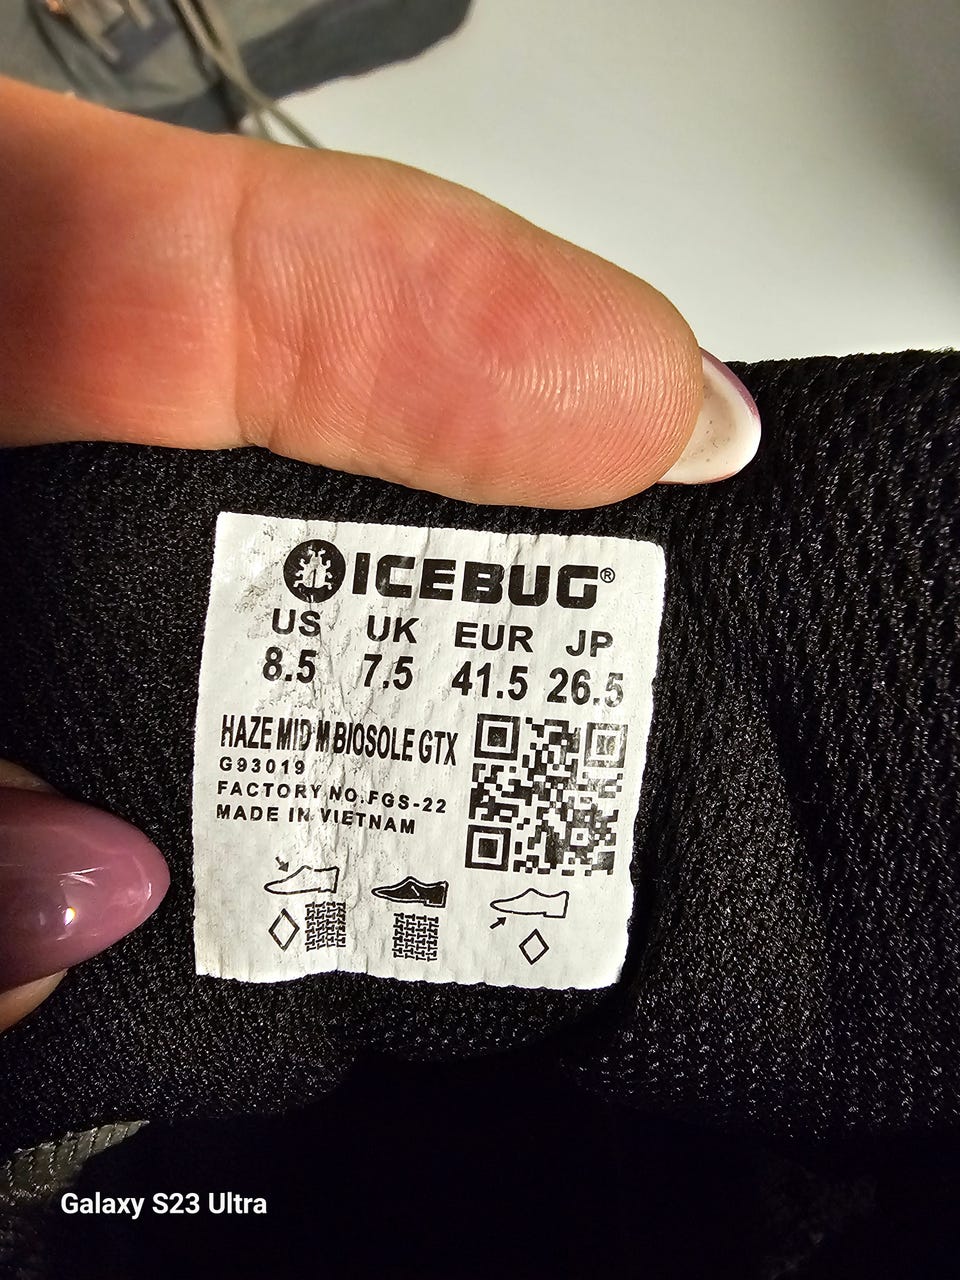 ICEBUG®
US UK EUR JP
8.5 7.5 41.5 26.5
HAZE MID M BIOSOLE GTX
G93019
FACTORY NO.FGS-22
MADE IN VIETNAM
Galaxy S23 Ultra